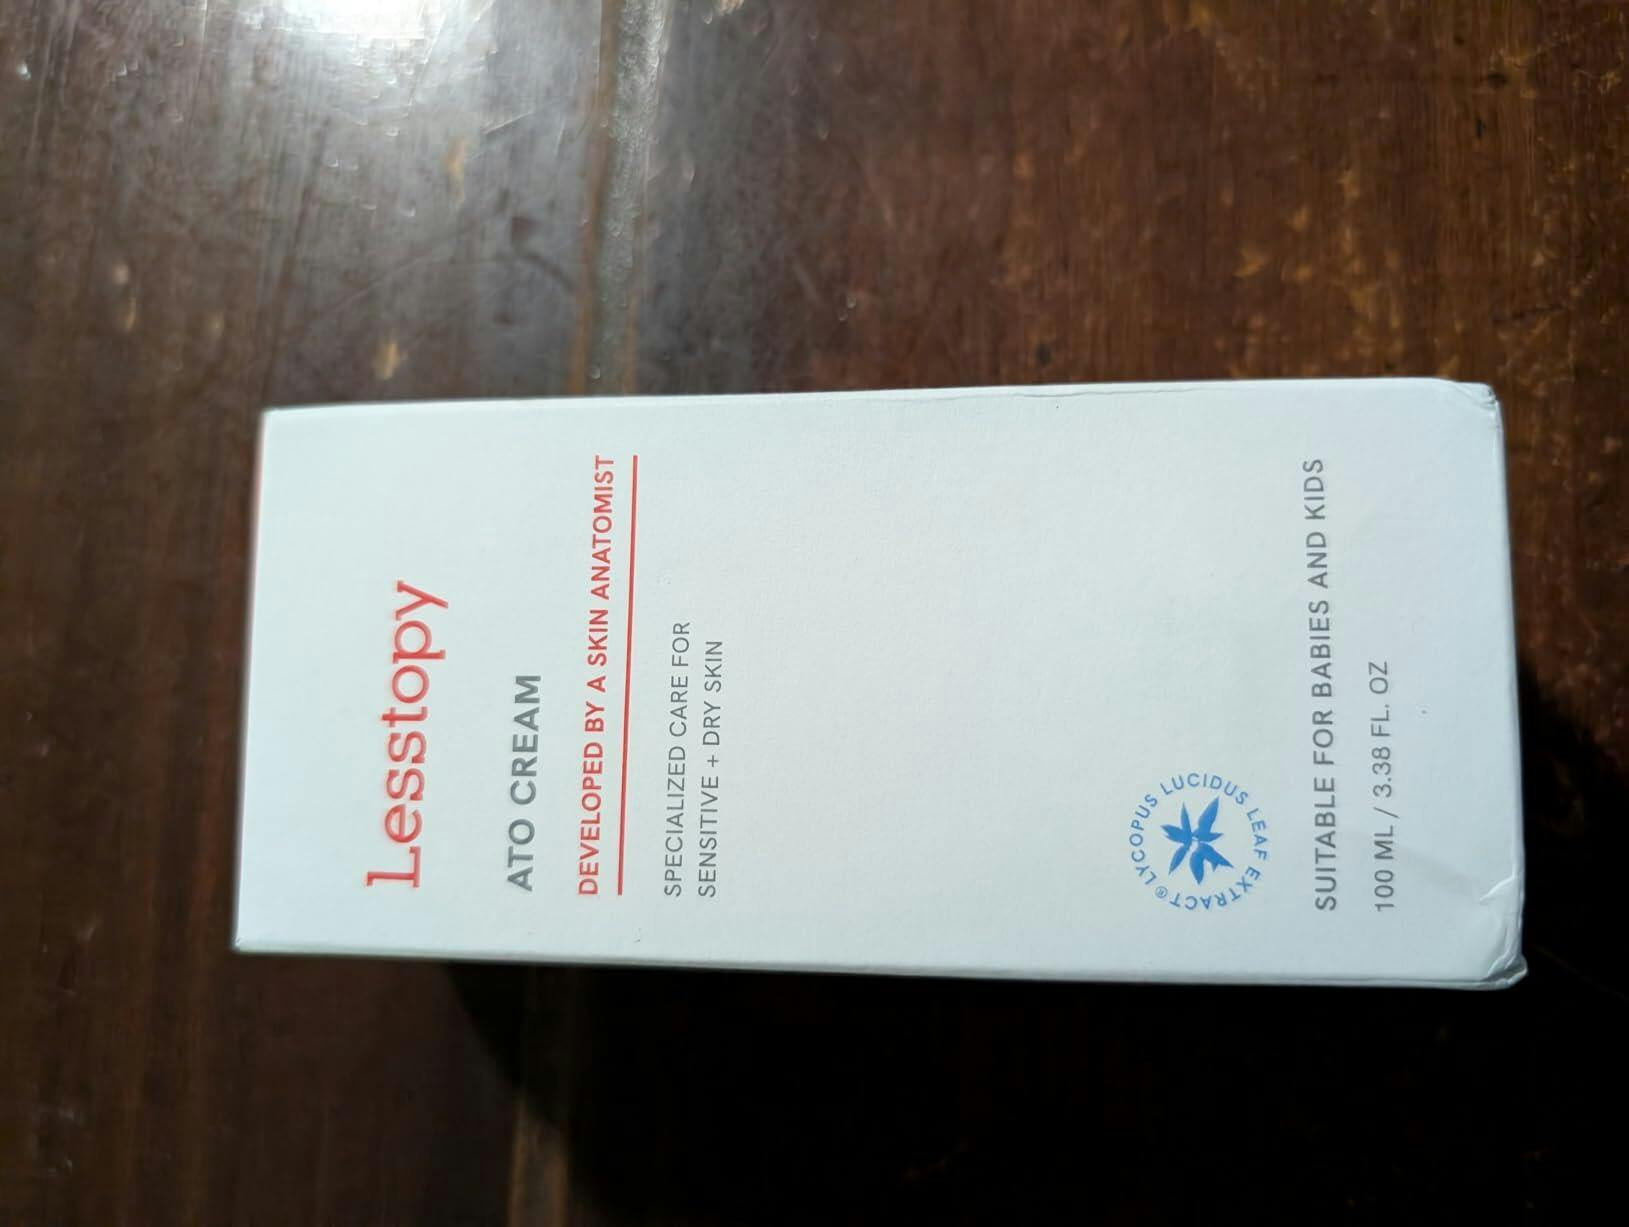 Lesstopy
ATO CREAM
DEVELOPED BY A SKIN ANATOMIST
SPECIALIZED CARE FOR
SENSITIVE + DRY SKIN
LYCOPUS LUCIDUS LEAF EXTRACT®
SUITABLE FOR BABIES AND KIDS
100 ML / 3.38 FL. OZ